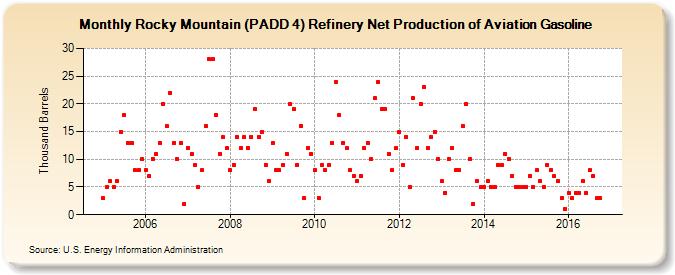 Monthly Rocky Mountain (PADD 4) Refinery Net Production of Aviation Gasoline
Thousand Barrels
30
25
20
15
10
5
0
2006 2008 2010 2012 2014 2016
Source: U.S. Energy Information Administration